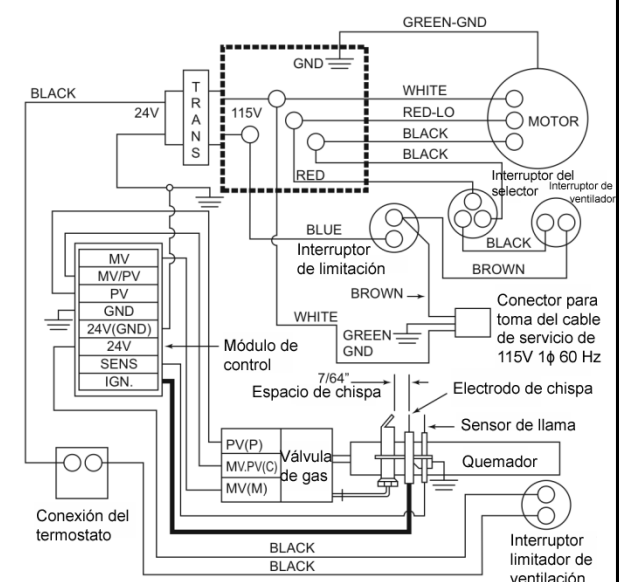 GREEN-GND
GND
BLACK
TRANS
24V
115V
WHITE
RED-LO
BLACK
MOTOR
BLACK
RED
Interruptor del
selector
Interruptor de
ventilador
BLUE
Interruptor
de limitación
BLACK
BROWN
BROWN
MV
MV/PV
PV
GND
24V(GND)
24V
SENS
IGN.
Módulo de
control
WHITE
GREEN
GND
Conector para
toma del cable
de servicio de
115V 1ϕ 60 Hz
7/64"
Espacio de chispa
Electrodo de chispa
Sensor de llama
PV(P)
MV.PV(C)
MV(M)
Válvula
de gas
Quemador
Conexión del
termostato
BLACK
BLACK
Interruptor
limitador de
ventilación